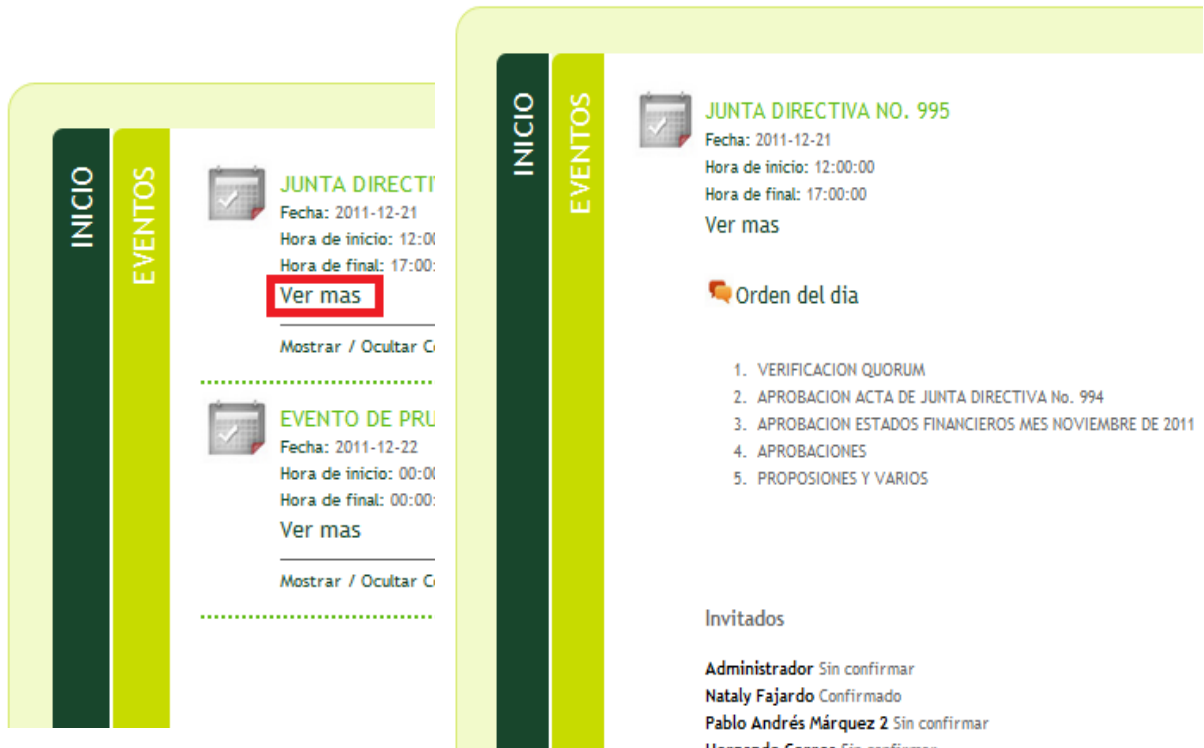 INICIO
EVENTOS
JUNTA DIRECTI
Fecha: 2011-12-21
Hora de inicio: 12:00
Hora de final: 17:00:
Ver mas
Mostrar / Ocultar
EVENTO DE PRU
Fecha: 2011-12-22
Hora de inicio: 00:00
Hora de final: 00:00:
Ver mas
Mostrar / Ocultar
INICIO
EVENTOS
JUNTA DIRECTIVA NO. 995
Fecha: 2011-12-21
Hora de inicio: 12:00:00
Hora de final: 17:00:00
Ver mas
Orden del dia
1. VERIFICACION QUORUM
2. APROBACION ACTA DE JUNTA DIRECTIVA No. 994
3. APROBACION ESTADOS FINANCIEROS MES NOVIEMBRE DE 2011
4. APROBACIONES
5. PROPOSIONES Y VARIOS
Invitados
Administrador Sin confirmar
Nataly Fajardo Confirmado
Pablo Andrés Márquez 2 Sin confirmar